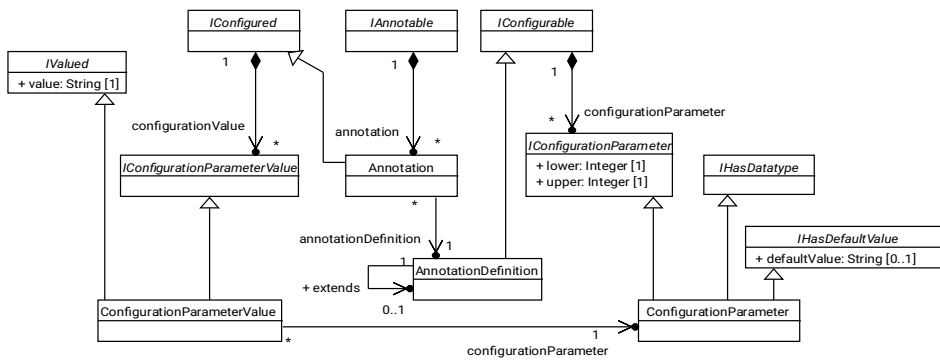 IConfigured
IAnnotable
IConfigurable
1
1
1
IValued
+ value: String [1]
configurationValue
*
annotation
*
configurationParameter
*
IConfigurationParameterValue
Annotation
IConfigurationParameter
+ lower: Integer [1]
+ upper: Integer [1]
IHasDatatype
*
annotationDefinition
1
IHasDefaultValue
+ defaultValue: String [0..1]
1
AnnotationDefinition
+ extends
0..1
ConfigurationParameterValue
ConfigurationParameter
*
1
configurationParameter